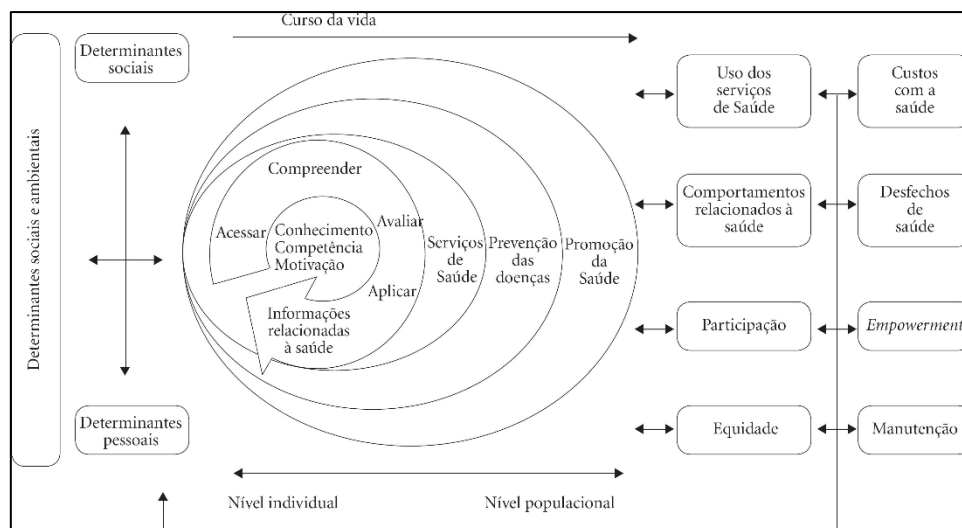 Curso da vida
Determinantes sociais e ambientais
Determinantes
sociais
Determinantes
pessoais
Compreender
Acessar
Avaliar
Aplicar
Conhecimento
Competência
Motivação
Informações
relacionadas
à saúde
Serviços
de
Saúde
Prevenção
das
doenças
Promoção
da
Saúde
Nível individual
Nível populacional
Uso dos
serviços
de Saúde
Custos
com a
saúde
Comportamentos
relacionados à
saúde
Desfechos
de
saúde
Participação
Empowerment
Equidade
Manutenção